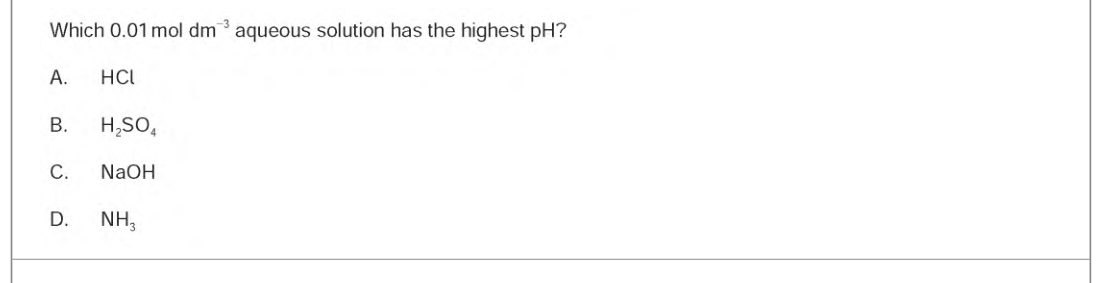 Which 0.01 mol dm⁻³ aqueous solution has the highest pH?
A. HCl
B. H₂SO₄
C. NaOH
D. NH₃